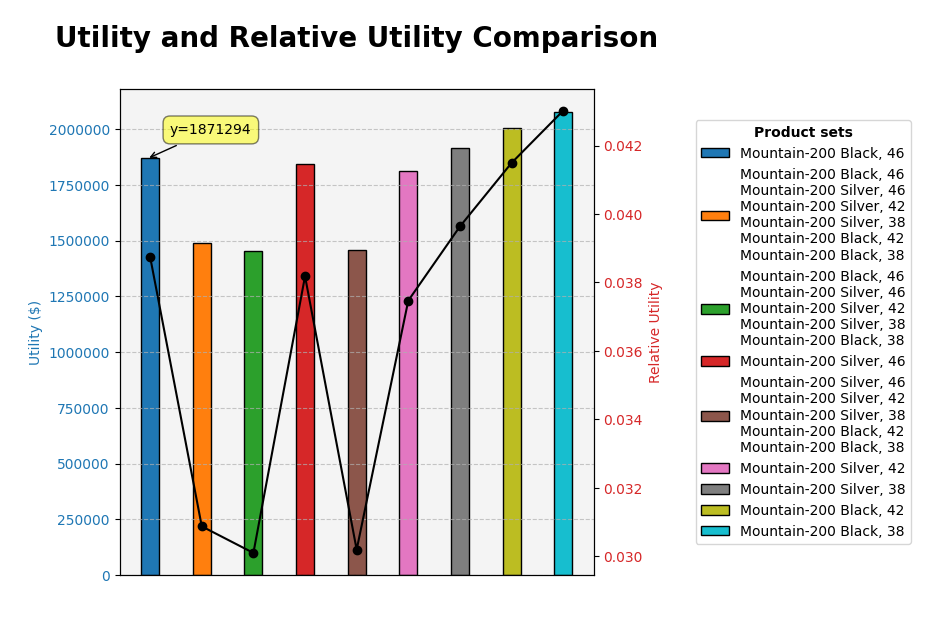 Utility and Relative Utility Comparison
y=1871294
Utility ($)
2000000
1750000
1500000
1250000
1000000
750000
500000
250000
0
0.042
0.040
0.038
0.036
0.034
0.032
0.030
Relative Utility
Product sets
Mountain-200 Black, 46
Mountain-200 Black, 46
Mountain-200 Silver, 46
Mountain-200 Silver, 42
Mountain-200 Silver, 38
Mountain-200 Black, 42
Mountain-200 Black, 38
Mountain-200 Black, 46
Mountain-200 Silver, 46
Mountain-200 Silver, 42
Mountain-200 Silver, 38
Mountain-200 Black, 38
Mountain-200 Silver, 46
Mountain-200 Silver, 46
Mountain-200 Silver, 42
Mountain-200 Silver, 38
Mountain-200 Black, 42
Mountain-200 Black, 38
Mountain-200 Silver, 42
Mountain-200 Silver, 38
Mountain-200 Black, 42
Mountain-200 Black, 38